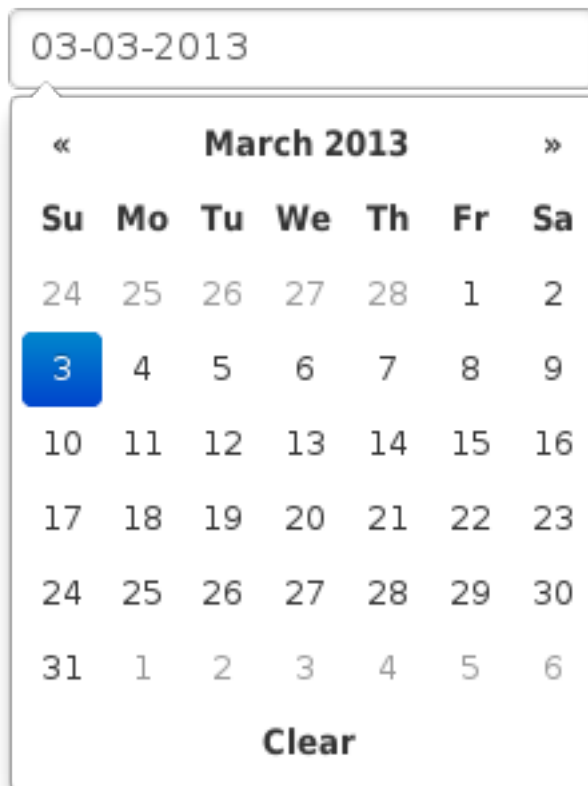 03-03-2013
« March 2013 »
Su Mo Tu We Th Fr Sa
24 25 26 27 28 1 2
3 4 5 6 7 8 9
10 11 12 13 14 15 16
17 18 19 20 21 22 23
24 25 26 27 28 29 30
31 1 2 3 4 5 6
Clear